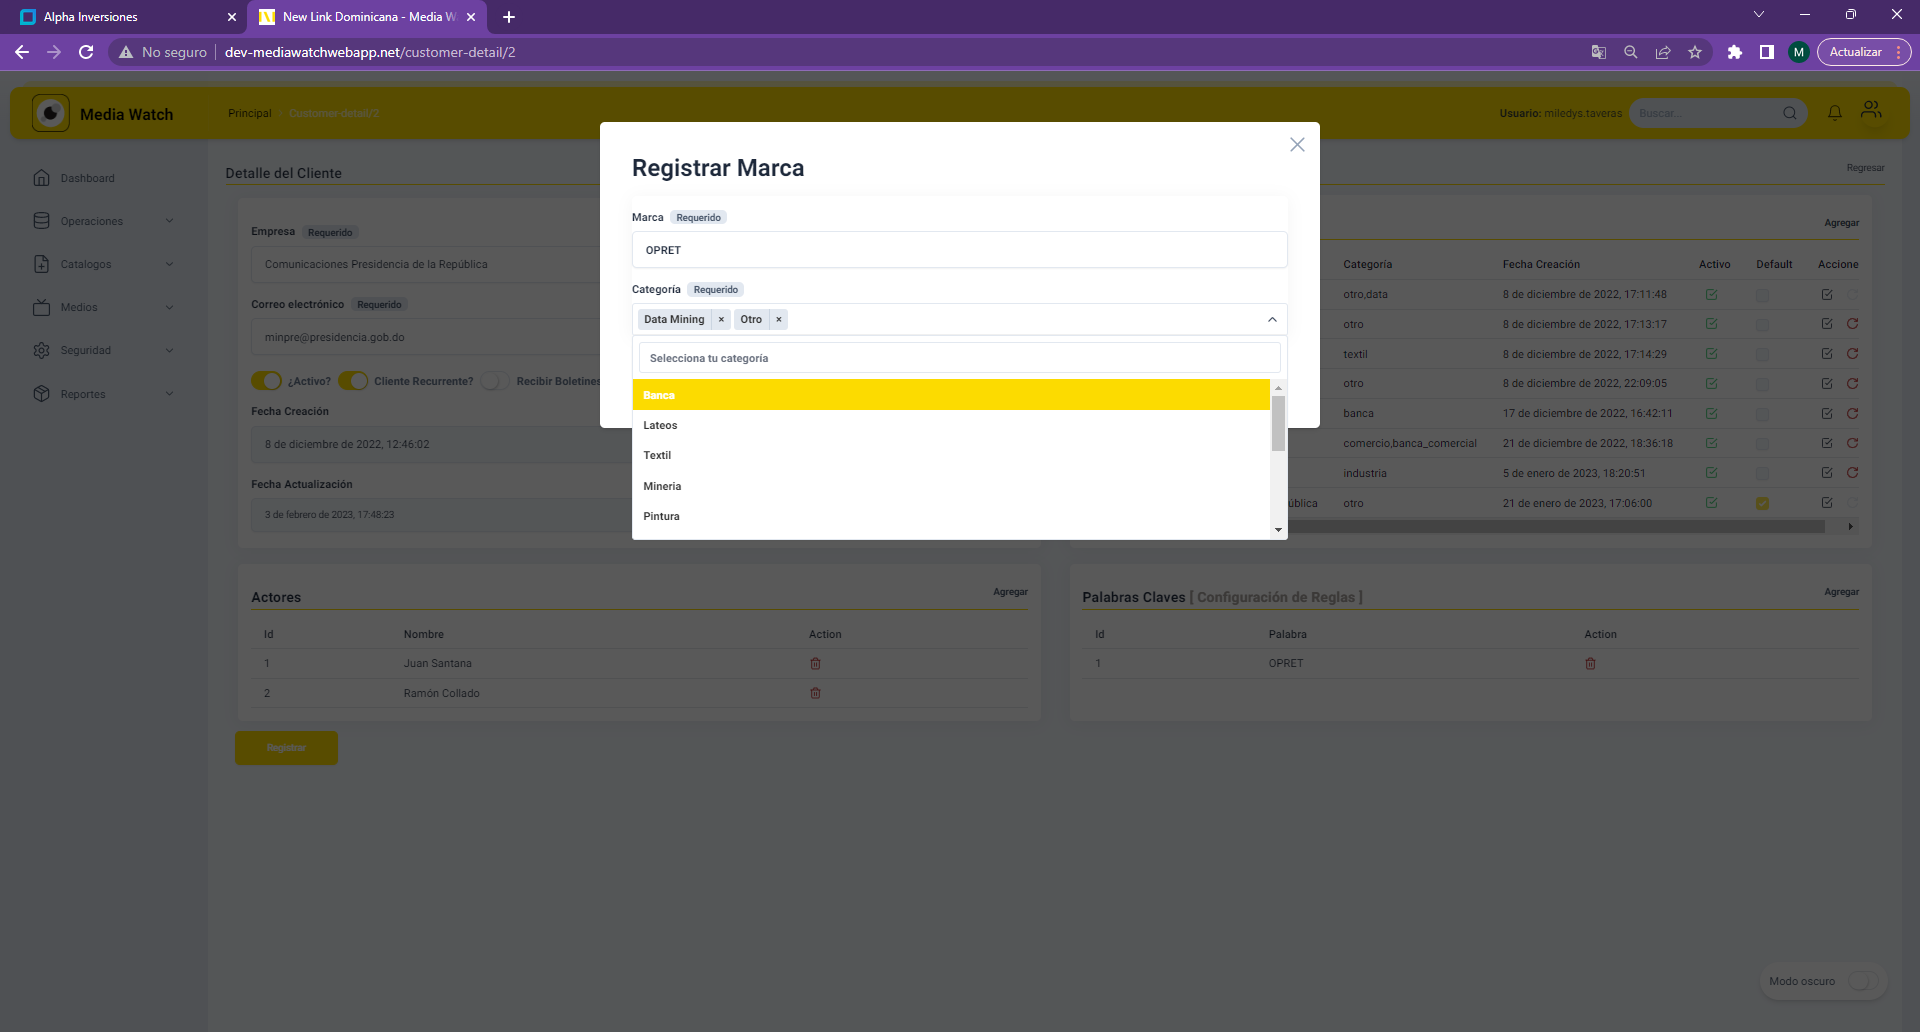 Alpha Inversiones
New Link Dominicana - Media W
No seguro
dev-mediawatchwebapp.net/customer-detail/2
M
Actualizar
Media Watch
Principal
Customer-detail/2
Usuario: miledys.taveras
Buscar...
Dashboard
Operaciones
Catalogos
Medios
Seguridad
Reportes
Detalle del Cliente
Regresar
Empresa Requerido
Comunicaciones Presidencia de la República
Correo electrónico Requerido
minpre@presidencia.gob.do
¿Activo? Cliente Recurrente? Recibir Boletines
Fecha Creación
8 de diciembre de 2022, 12:46:02
Fecha Actualización
3 de febrero de 2023, 17:48:23
Registrar Marca
Marca Requerido
OPRET
Categoría Requerido
Data Mining × Otro ×
Selecciona tu categoría
Banca
Lateos
Textil
Mineria
Pintura
Agregar
Categoría Fecha Creación Activo Default Accione
otro,data 8 de diciembre de 2022, 17:11:48
otro 8 de diciembre de 2022, 17:13:17
textil 8 de diciembre de 2022, 17:14:29
otro 8 de diciembre de 2022, 22:09:05
banca 17 de diciembre de 2022, 16:42:11
comercio,banca_comercial 21 de diciembre de 2022, 18:36:18
industria 5 de enero de 2023, 18:20:51
ública otro 21 de enero de 2023, 17:06:00
Actores
Agregar
Id Nombre Action
1 Juan Santana
2 Ramón Collado
Palabras Claves [ Configuración de Reglas ]
Agregar
Id Palabra Action
1 OPRET
Registrar
Modo oscuro